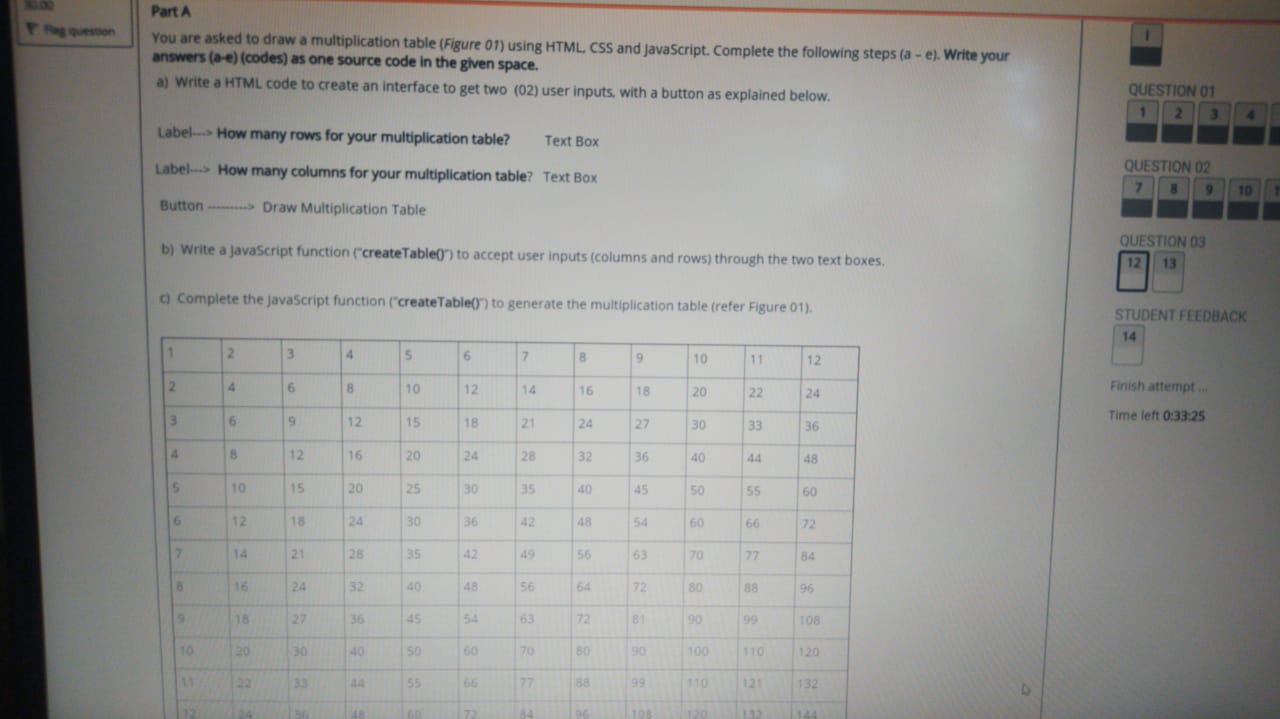 30.00
Flag question
Part A
You are asked to draw a multiplication table (Figure 01) using HTML, CSS and JavaScript. Complete the following steps (a – e). Write your
answers (a-e) (codes) as one source code in the given space.
a) Write a HTML code to create an interface to get two (02) user inputs, with a button as explained below.
Label---> How many rows for your multiplication table? Text Box
Label---> How many columns for your multiplication table? Text Box
Button ---------> Draw Multiplication Table
b) Write a JavaScript function ("createTable()") to accept user inputs (columns and rows) through the two text boxes.
c) Complete the JavaScript function ("createTable()") to generate the multiplication table (refer Figure 01).
1 2 3 4 5 6 7 8 9 10 11 12
2 4 6 8 10 12 14 16 18 20 22 24
3 6 9 12 15 18 21 24 27 30 33 36
4 8 12 16 20 24 28 32 36 40 44 48
5 10 15 20 25 30 35 40 45 50 55 60
6 12 18 24 30 36 42 48 54 60 66 72
7 14 21 28 35 42 49 56 63 70 77 84
8 16 24 32 40 48 56 64 72 80 88 96
9 18 27 36 45 54 63 72 81 90 99 108
10 20 30 40 50 60 70 80 90 100 110 120
11 22 33 44 55 66 77 88 99 110 121 132
12 24 36 48 60 72 84 96 108 120 132 144
QUESTION 01
1 2 3 4
QUESTION 02
7 8 9 10
QUESTION 03
12 13
STUDENT FEEDBACK
14
Finish attempt ...
Time left 0:33:25